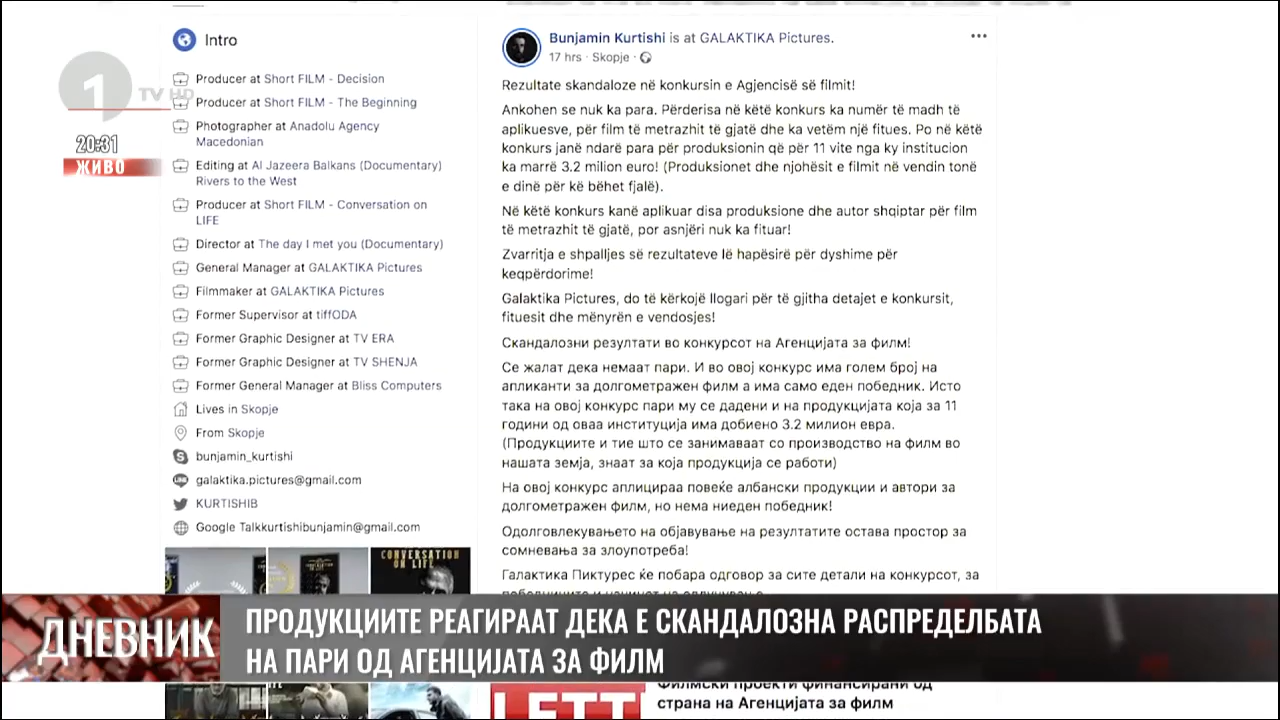 1
TV HD
20:31
ЖИВО
Intro
Producer at Short FILM - Decision
Producer at Short FILM - The Beginning
Photographer at Anadolu Agency
Macedonian
Editing at Al Jazeera Balkans (Documentary)
Rivers to the West
Producer at Short FILM - Conversation on
LIFE
Director at The day I met you (Documentary)
General Manager at GALAKTIKA Pictures
Filmmaker at GALAKTIKA Pictures
Former Supervisor at tiffODA
Former Graphic Designer at TV ERA
Former Graphic Designer at TV SHENJA
Former General Manager at Bliss Computers
Lives in Skopje
From Skopje
bunjamin_kurtishi
galaktika.pictures@gmail.com
KURTISHIB
Google Talkkurtishibunjamin@gmail.com
CONVERSATION
ON LIFE
Bunjamin Kurtishi is at GALAKTIKA Pictures.
17 hrs · Skopje ·
Rezultate skandaloze në konkursin e Agjencisë së filmit!
Ankohen se nuk ka para. Përderisa në këtë konkurs ka numër të madh të
aplikuesve, për film të metrazhit të gjatë dhe ka vetëm një fitues. Po në këtë
konkurs janë ndarë para për produksionin që për 11 vite nga ky institucion
ka marrë 3.2 milion euro! (Produksionet dhe njohësit e filmit në vendin tonë
e dinë për kë bëhet fjalë).
Në këtë konkurs kanë aplikuar disa produksione dhe autor shqiptar për film
të metrazhit të gjatë, por asnjëri nuk ka fituar!
Zvarritja e shpalljes së rezultateve lë hapësirë për dyshime për
keqpërdorime!
Galaktika Pictures, do të kërkojë llogari për të gjitha detajet e konkursit,
fituesit dhe mënyrën e vendosjes!
Скандалозни резултати во конкурсот на Агенцијата за филм!
Се жалат дека немаат пари. И во овој конкурс има голем број на
апликанти за долгометражен филм а има само еден победник. Исто
така на овој конкурс пари му се дадени и на продукцијата која за 11
години од оваа институција има добиено 3.2 милион евра.
(Продукциите и тие што се занимаваат со производство на филм во
нашата земја, знаат за која продукција се работи)
На овој конкурс аплицираа повеќе албански продукции и автори за
долгометражен филм, но нема ниеден победник!
Одолговлекувањето на објавување на резултатите остава простор за
сомневања за злоупотреба!
Галактика Пиктурес ќе побара одговор за сите детали на конкурсот, за
ДНЕВНИК
ПРОДУКЦИИТЕ РЕАГИРААТ ДЕКА Е СКАНДАЛОЗНА РАСПРЕДЕЛБАТА
НА ПАРИ ОД АГЕНЦИЈАТА ЗА ФИЛМ
Филмски проекти финансирани од
страна на Агенцијата за филм